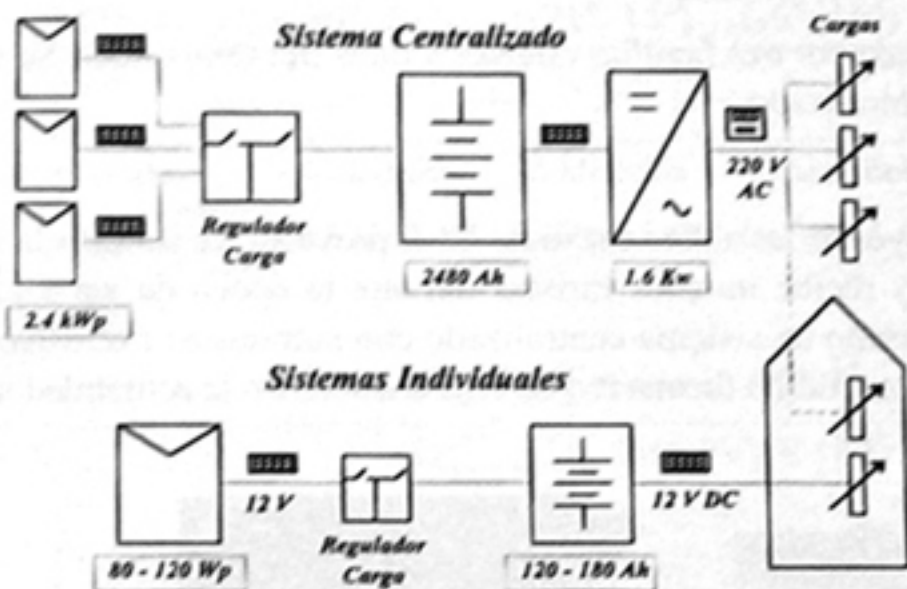 Sistema Centralizado
Cargas
Regulador
Carga
220 V
AC
2480 Ah
1.6 Kw
2.4 kWp
Sistemas Individuales
12 V
Regulador
Carga
12 V DC
80 - 120 Wp
120 - 180 Ah